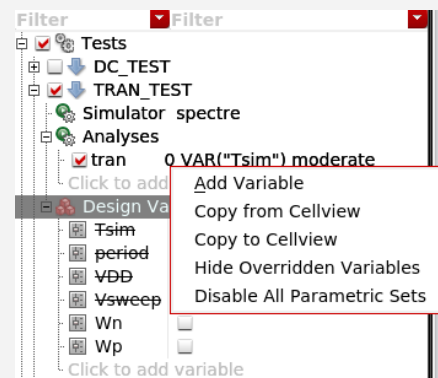 Filter Filter
Tests
DC_TEST
TRAN_TEST
Simulator spectre
Analyses
tran 0 VAR("Tsim") moderate
Click to add
Add Variable
Design Va
Copy from Cellview
Tsim
Copy to Cellview
period
Hide Overridden Variables
VDD
Disable All Parametric Sets
Vsweep
Wn
Wp
Click to add variable